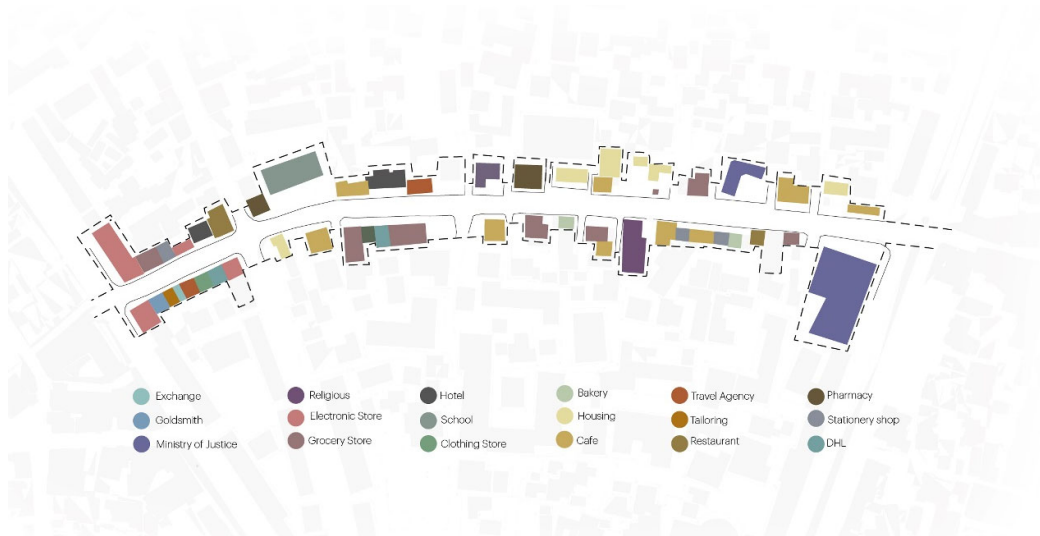 Exchange
Goldsmith
Ministry of Justice
Religious
Electronic Store
Grocery Store
Hotel
School
Clothing Store
Bakery
Housing
Cafe
Travel Agency
Tailoring
Restaurant
Pharmacy
Stationery shop
DHL